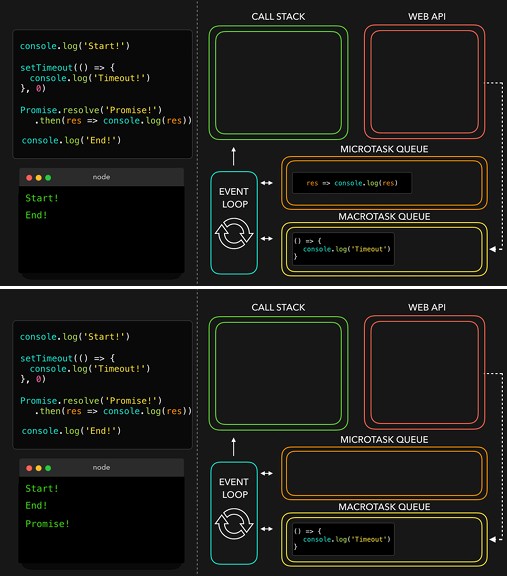 CALL STACK
WEB API
console.log('Start!')
setTimeout(() => {
console.log('Timeout!')
}, 0)
Promise.resolve('Promise!')
.then(res => console.log(res))
console.log('End!')
node
Start!
End!
EVENT
LOOP
MICROTASK QUEUE
res => console.log(res)
MACROTASK QUEUE
() => {
console.log('Timeout')
}
CALL STACK
WEB API
console.log('Start!')
setTimeout(() => {
console.log('Timeout!')
}, 0)
Promise.resolve('Promise!')
.then(res => console.log(res))
console.log('End!')
node
Start!
End!
Promise!
EVENT
LOOP
MICROTASK QUEUE
MACROTASK QUEUE
() => {
console.log('Timeout')
}